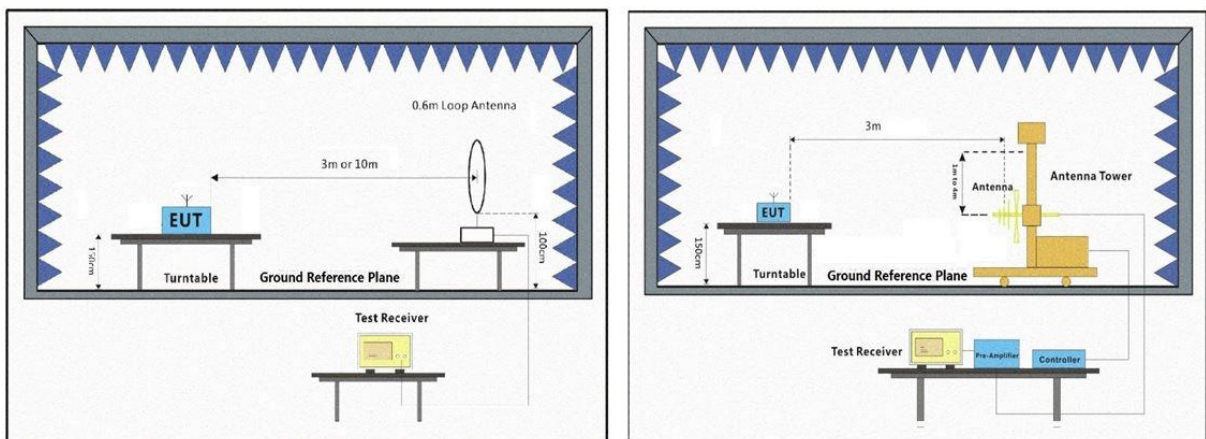 0.6m Loop Antenna
3m or 10m
EUT
150cm
100cm
Turntable
Ground Reference Plane
Test Receiver
3m
1m to 4m
Antenna
Antenna Tower
EUT
150cm
Turntable
Ground Reference Plane
Test Receiver
Pre-Amplifier
Controller